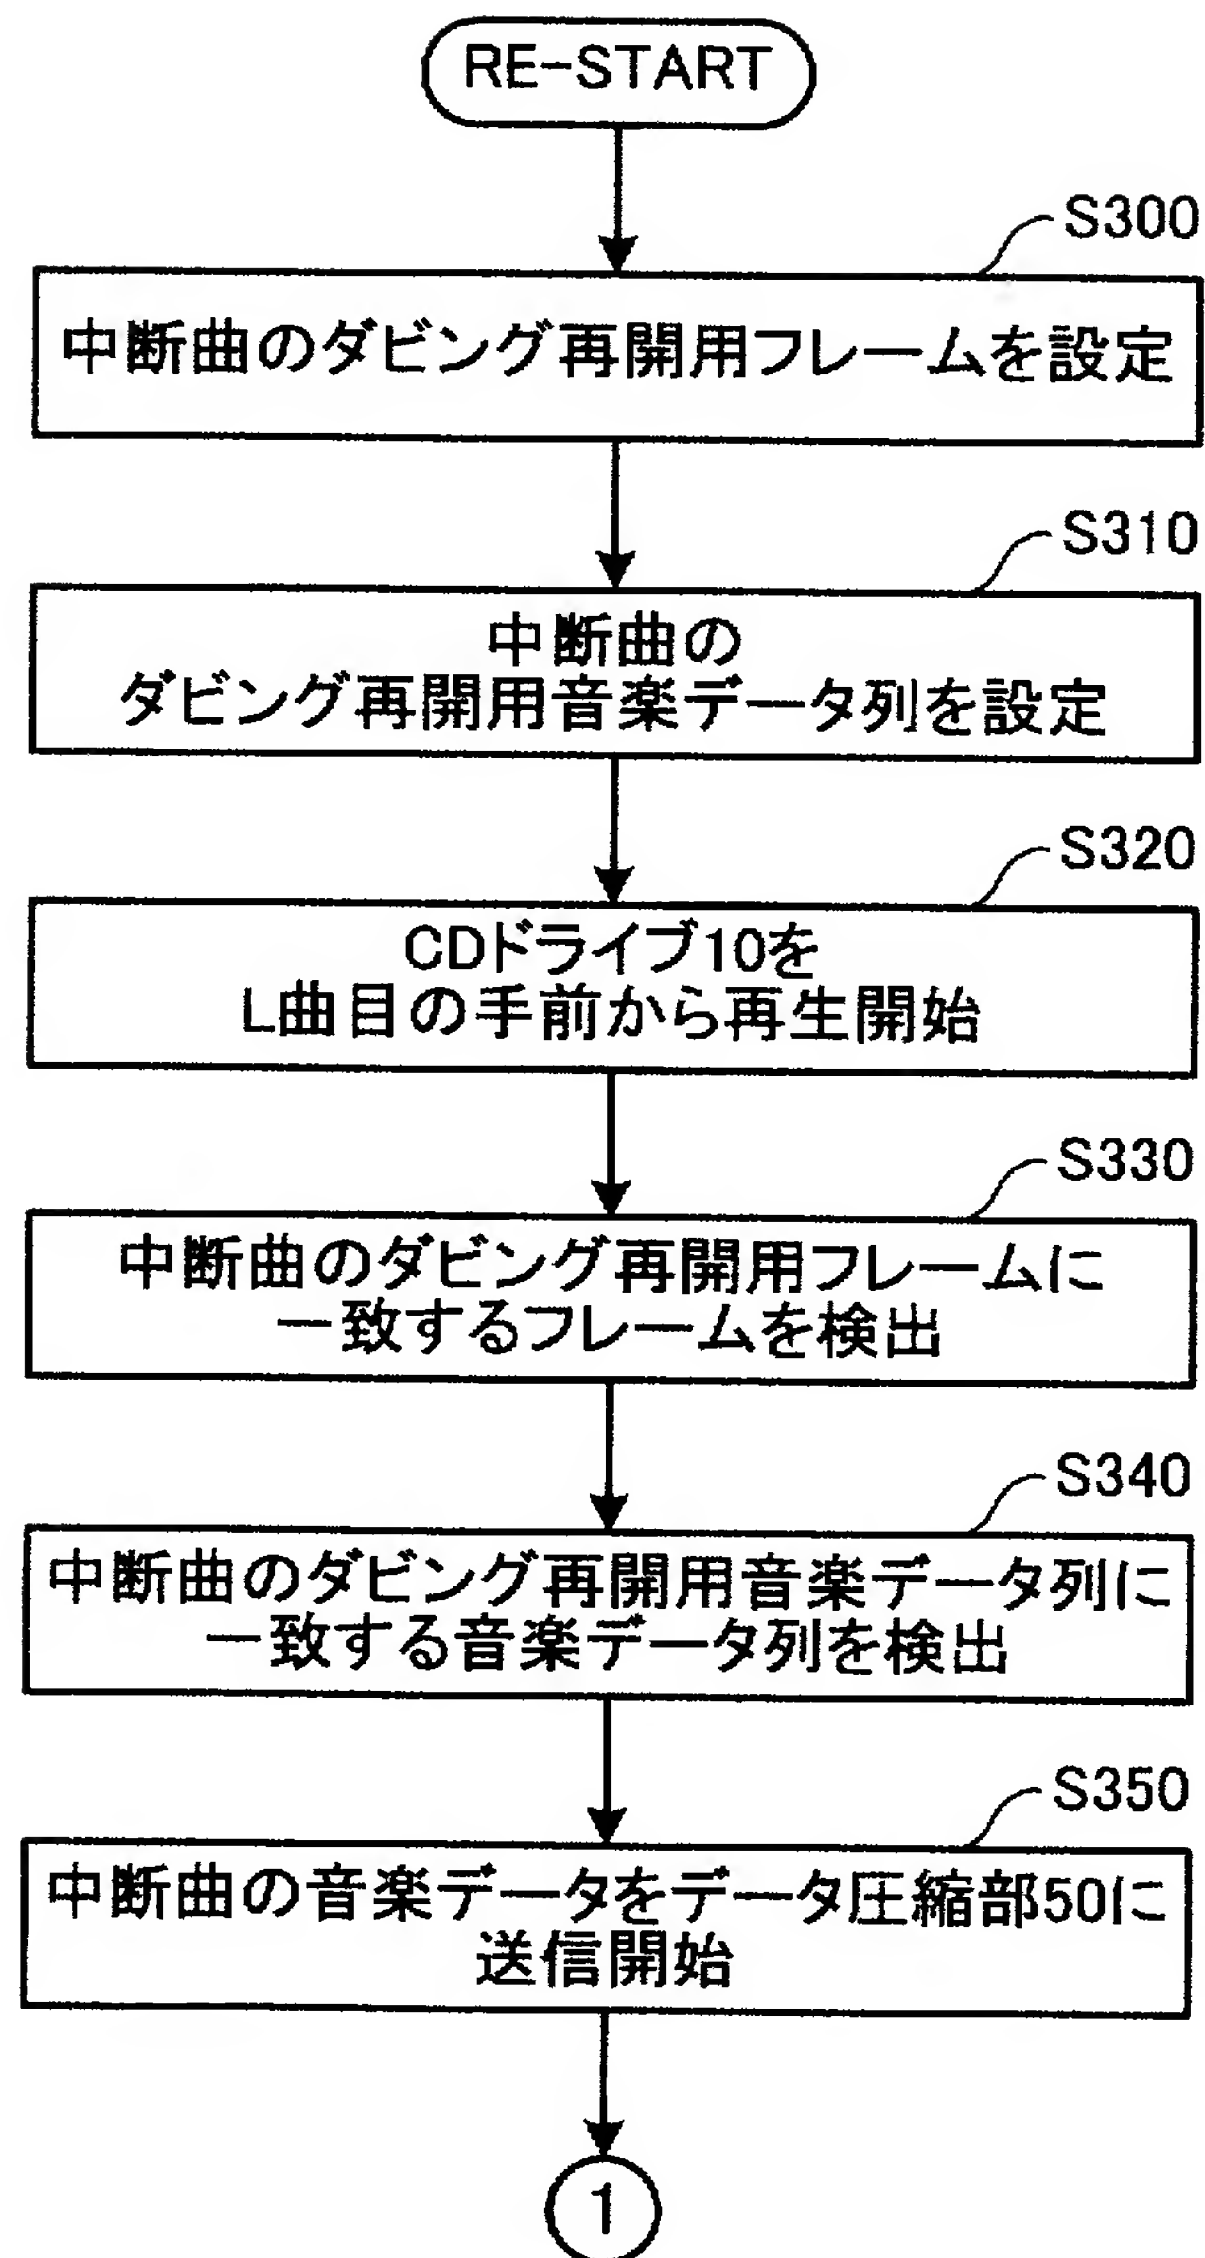 RE-START
S300
中断曲のダビング再開用フレームを設定
S310
中断曲の
ダビング再開用音楽データ列を設定
S320
CDドライブ10を
L曲目の手前から再生開始
S330
中断曲のダビング再開用フレームに
一致するフレームを検出
S340
中断曲のダビング再開用音楽データ列に
一致する音楽データ列を検出
S350
中断曲の音楽データをデータ圧縮部50に
送信開始
1